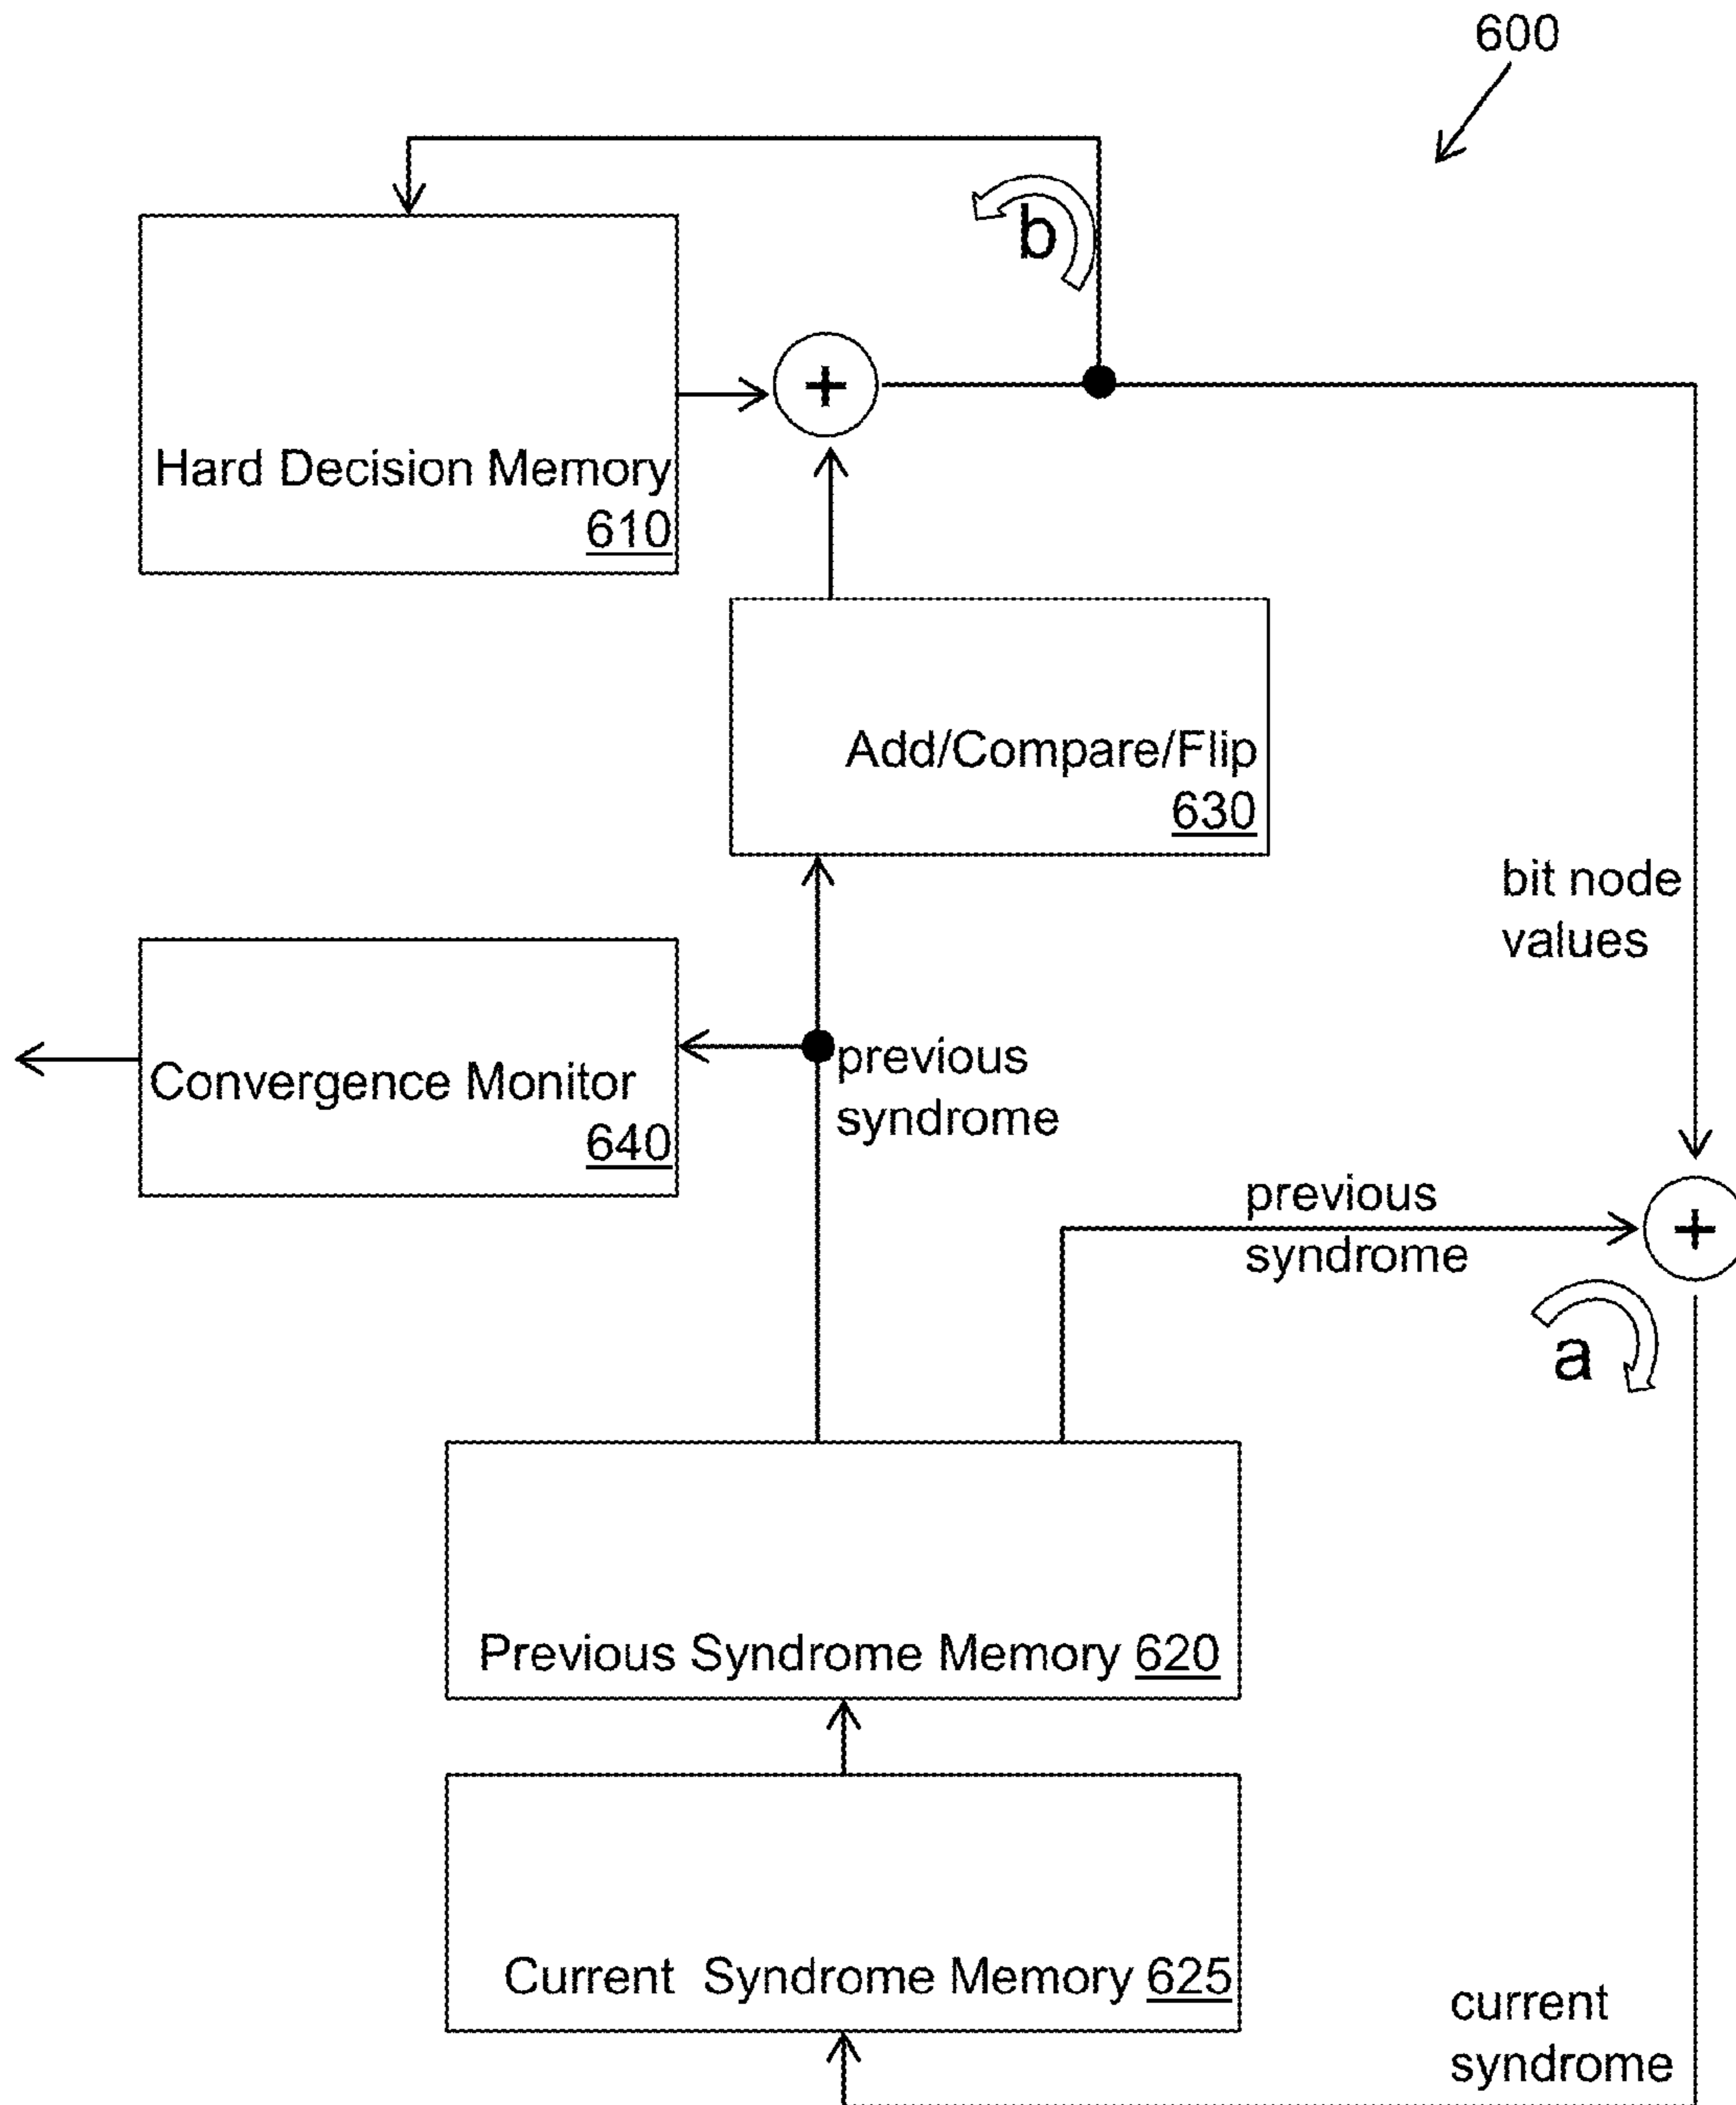 600
b
+
Hard Decision Memory
610
Add/Compare/Flip
630
bit node
values
Convergence Monitor
640
previous
syndrome
previous
syndrome
+
a
Previous Syndrome Memory 620
Current Syndrome Memory 625
current
syndrome